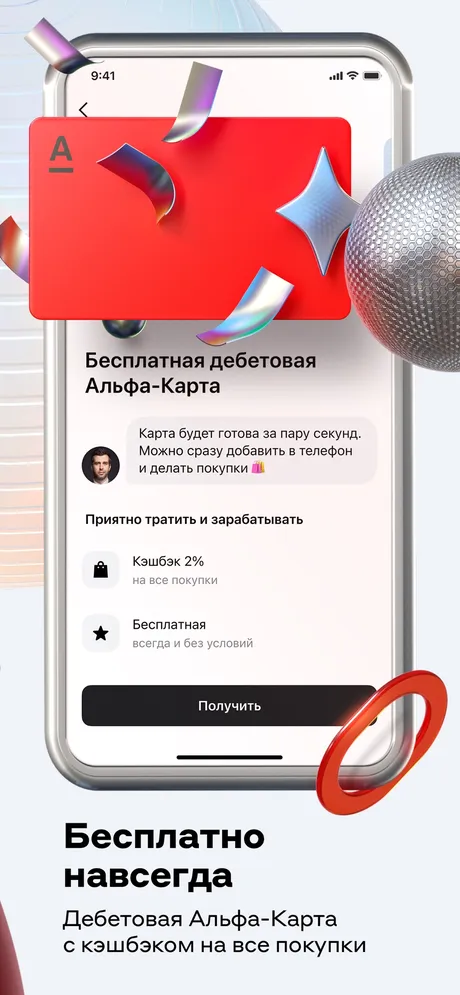 9:41
А
Бесплатная дебетовая
Альфа-Карта
Карта будет готова за пару секунд.
Можно сразу добавить в телефон
и делать покупки 🛍️
Приятно тратить и зарабатывать
Кэшбэк 2%
на все покупки
Бесплатная
всегда и без условий
Получить
Бесплатно
навсегда
Дебетовая Альфа-Карта
с кэшбэком на все покупки